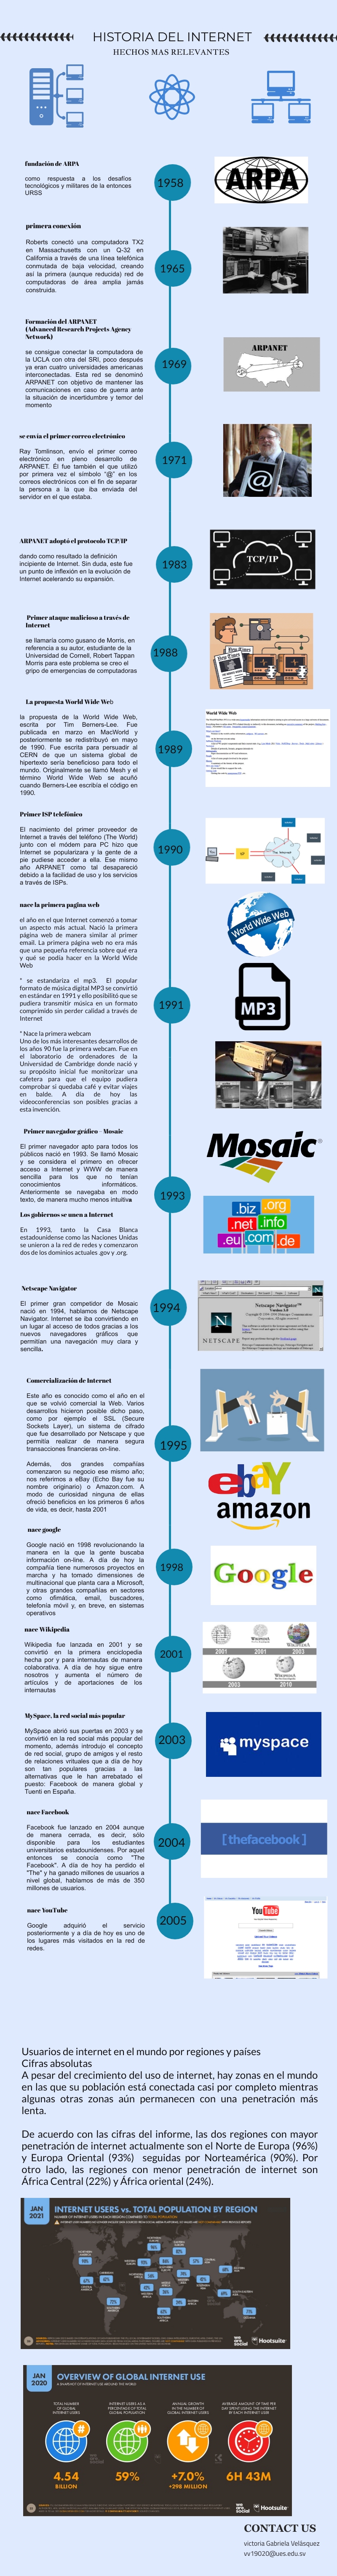 HISTORIA DEL INTERNET
HECHOS MAS RELEVANTES
fundación de ARPA
como respuesta a los desafíos
tecnológicos y militares de la entonces
URSS
1958
ARPA
primera conexión
Roberts conectó una computadora TX2
en Massachusetts con un Q-32 en
California a través de una línea telefónica
conmutada de baja velocidad, creando
así la primera (aunque reducida) red de
computadoras de área amplia jamás
construida.
1965
Formación del ARPANET
(Advanced Research Projects Agency
Network)
se consigue conectar la computadora de
la UCLA con otra del SRI, poco después
ya eran cuatro universidades americanas
interconectadas. Esta red se denominó
ARPANET con objetivo de mantener las
comunicaciones en caso de guerra ante
la situación de incertidumbre y temor del
momento
1969
ARPANET
se envía el primer correo electrónico
Ray Tomlinson, envío el primer correo
electrónico en pleno desarrollo de
ARPANET. Él fue también el que utilizó
por primera vez el símbolo "@" en los
correos electrónicos con el fin de separar
la persona a la que iba enviada del
servidor en el que estaba.
1971
@
ARPANET adoptó el protocolo TCP/IP
dando como resultado la definición
incipiente de Internet. Sin duda, este fue
un punto de inflexión en la evolución de
Internet acelerando su expansión.
1983
TCP/IP
Primer ataque malicioso a través de
Internet
se llamaría como gusano de Morris, en
referencia a su autor, estudiante de la
Universidad de Cornell, Robert Tappan
Morris para este problema se creo el
gripo de emergencias de computadoras
1988
La propuesta World Wide Web
la propuesta de la World Wide Web,
escrita por Tim Berners-Lee. Fue
publicada en marzo en MacWorld y
posteriormente se redistribuyó en mayo
de 1990. Fue escrita para persuadir al
CERN de que un sistema global de
hipertexto era beneficioso para todo el
mundo. Originalmente se llamó Mesh; el
término World Wide Web se acuñó
cuando Berners-Lee escribía el código en
1990.
1989
World Wide Web
Primer ISP telefónico
El nacimiento del primer proveedor de
Internet a través del teléfono (The World)
junto con el módem para PC hizo que
Internet se popularizara y la gente de a
pie pudiese acceder a ella. Ese mismo
año ARPANET como tal desapareció
debido a la facilidad de uso y los servicios
a través de ISPs.
1990
ISP
nace la primera pagina web
el año en el que Internet comenzó a tomar
un aspecto más actual. Nació la primera
página web de manera similar al primer
email. La primera página web no era más
que una pequeña referencia sobre qué era
y qué se podía hacer en la World Wide
Web
World Wide Web
* se estandariza el mp3. El popular
formato de música digital MP3 se convirtió
en estándar en 1991 y ello posibilitó que se
pudiera transmitir música en un formato
comprimido sin perder calidad a través de
Internet
1991
MP3
* Nace la primera webcam
Uno de los más interesantes desarrollos de
los años 90 fue la primera webcam. Fue en
el laboratorio de ordenadores de la
Universidad de Cambridge donde nació y
su propósito inicial fue monitorizar una
cafetera para que el equipo pudiera
comprobar si quedaba café y evitar viajes
en balde. A día de hoy las
videoconferencias son posibles gracias a
esta invención.
Primer navegador gráfico – Mosaic
El primer navegador apto para todos los
públicos nació en 1993. Se llamó Mosaic
y se considera el primero en ofrecer
acceso a Internet y WWW de manera
sencilla para los que no tenían
conocimientos informáticos.
Anteriormente se navegaba en modo
texto, de manera mucho menos intuitiva
1993
Mosaic
Los gobiernos se unen a Internet
En 1993, tanto la Casa Blanca
estadounidense como las Naciones Unidas
se unieron a la red de redes y comenzaron
dos de los dominios actuales .gov y .org.
.biz .org
.net .info
.eu .com .de
Netscape Navigator
El primer gran competidor de Mosaic
nació en 1994, hablamos de Netscape
Navigator. Internet se iba convirtiendo en
un lugar al acceso de todos gracias a los
nuevos navegadores gráficos que
permitían una navegación muy clara y
sencilla.
1994
N
NETSCAPE
Netscape Navigator™
Comercialización de Internet
Este año es conocido como el año en el
que se volvió comercial la Web. Varios
desarrollos hicieron posible dicho paso,
como por ejemplo el SSL (Secure
Sockets Layer), un sistema de cifrado
que fue desarrollado por Netscape y que
permitía realizar de manera segura
transacciones financieras on-line.
Además, dos grandes compañías
comenzaron su negocio ese mismo año;
nos referimos a eBay (Echo Bay fue su
nombre originario) o Amazon.com. A
modo de curiosidad ninguna de ellas
ofreció beneficios en los primeros 6 años
de vida, es decir, hasta 2001
1995
ebay
amazon
nace google
Google nació en 1998 revolucionando la
manera en la que la gente buscaba
información on-line. A día de hoy la
compañía tiene numerosos proyectos en
marcha y ha tomado dimensiones de
multinacional que planta cara a Microsoft,
y otras grandes compañías en sectores
como ofimática, email, buscadores,
telefonía móvil y, en breve, en sistemas
operativos
1998
Google
nace Wikipedia
Wikipedia fue lanzada en 2001 y se
convirtió en la primera enciclopedia
hecha por y para internautas de manera
colaborativa. A día de hoy sigue entre
nosotros y aumenta el número de
artículos y de aportaciones de los
internautas
2001
2001 2001 2003
2003 2010
MySpace, la red social más popular
MySpace abrió sus puertas en 2003 y se
convirtió en la red social más popular del
momento, además introdujo el concepto
de red social, grupo de amigos y el resto
de relaciones virtuales que a día de hoy
son tan populares gracias a las
alternativas que le han arrebatado el
puesto: Facebook de manera global y
Tuenti en España.
2003
myspace
nace Facebook
Facebook fue lanzado en 2004 aunque
de manera cerrada, es decir, sólo
disponible para los estudiantes
universitarios estadounidenses. Por aquel
entonces se conocía como "The
Facebook". A día de hoy ha perdido el
"The" y ha ganado millones de usuarios a
nivel global, hablamos de más de 350
millones de usuarios.
2004
[thefacebook]
nace YouTube
Google adquirió el servicio
posteriormente y a día de hoy es uno de
los lugares más visitados en la red de
redes.
2005
YouTube
Usuarios de internet en el mundo por regiones y países
Cifras absolutas
A pesar del crecimiento del uso de internet, hay zonas en el mundo
en las que su población está conectada casi por completo mientras
algunas otras zonas aún permanecen con una penetración más
lenta.
De acuerdo con las cifras del informe, las dos regiones con mayor
penetración de internet actualmente son el Norte de Europa (96%)
y Europa Oriental (93%) seguidas por Norteamérica (90%). Por
otro lado, las regiones con menor penetración de internet son
África Central (22%) y África oriental (24%).
JAN
2021
INTERNET USERS vs. TOTAL POPULATION BY REGION
we are social
Hootsuite
JAN
2020
OVERVIEW OF GLOBAL INTERNET USE
TOTAL NUMBER OF GLOBAL INTERNET USERS
INTERNET USERS AS A PERCENTAGE OF TOTAL GLOBAL POPULATION
ANNUAL GROWTH IN THE NUMBER OF GLOBAL INTERNET USERS
AVERAGE AMOUNT OF TIME PER DAY SPENT USING THE INTERNET BY EACH INTERNET USER
4.54
BILLION
59%
+7.0%
+298 MILLION
6H 43M
we are social
Hootsuite
CONTACT US
victoria Gabriela Velásquez
vv19020@ues.edu.sv